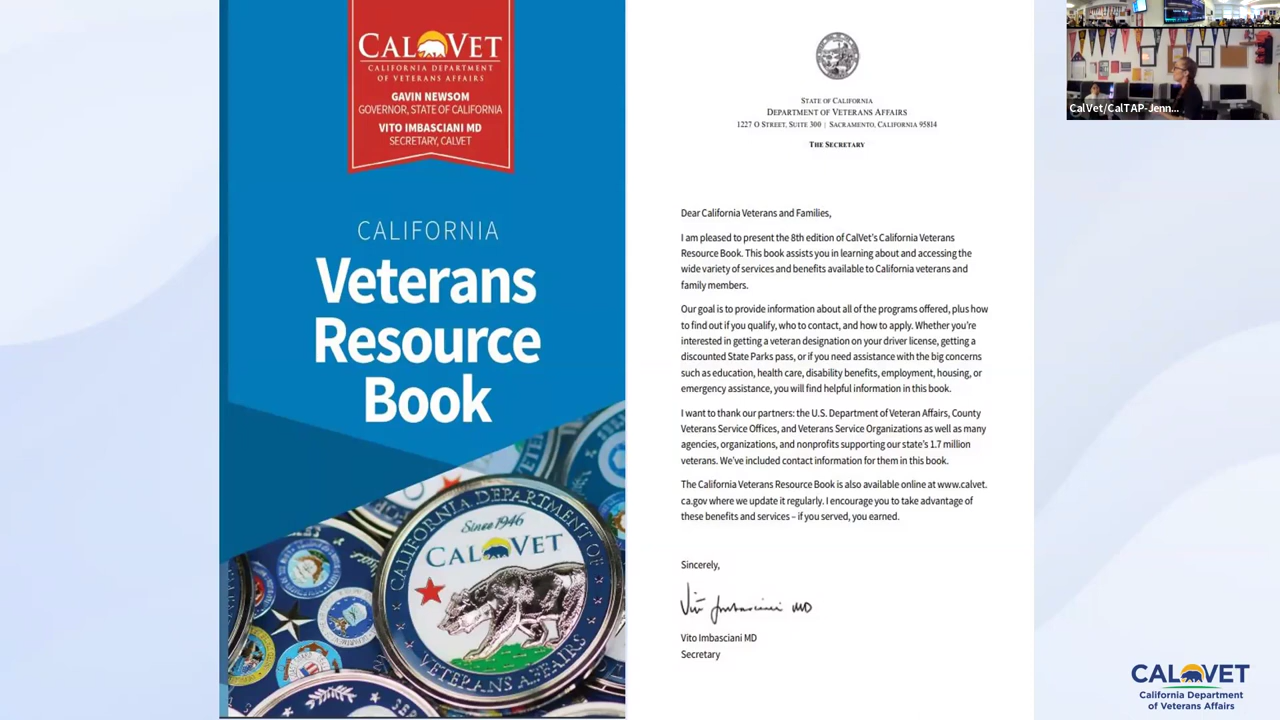 CALVET
CALIFORNIA DEPARTMENT
OF VETERANS AFFAIRS
GAVIN NEWSOM
GOVERNOR, STATE OF CALIFORNIA
VITO IMBASCIANI MD
SECRETARY, CALVET
CALIFORNIA
Veterans
Resource
Book
CALIFORNIA DEPARTMENT OF
Since 1946
CALVET
VETERANS AFFAIRS
STATE OF CALIFORNIA
DEPARTMENT OF VETERANS AFFAIRS
1227 O STREET, SUITE 300 | SACRAMENTO, CALIFORNIA 95814
THE SECRETARY
Dear California Veterans and Families,
I am pleased to present the 8th edition of CalVet's California Veterans
Resource Book. This book assists you in learning about and accessing the
wide variety of services and benefits available to California veterans and
family members.
Our goal is to provide information about all of the programs offered, plus how
to find out if you qualify, who to contact, and how to apply. Whether you're
interested in getting a veteran designation on your driver license, getting a
discounted State Parks pass, or if you need assistance with the big concerns
such as education, health care, disability benefits, employment, housing, or
emergency assistance, you will find helpful information in this book.
I want to thank our partners: the U.S. Department of Veteran Affairs, County
Veterans Service Offices, and Veterans Service Organizations as well as many
agencies, organizations, and nonprofits supporting our state's 1.7 million
veterans. We've included contact information for them in this book.
The California Veterans Resource Book is also available online at www.calvet.
ca.gov where we update it regularly. I encourage you to take advantage of
these benefits and services – if you served, you earned.
Sincerely,
Vito Imbasciani MD
Vito Imbasciani MD
Secretary
CalVet/CalTAP-Jenn...
CALVET
California Department
of Veterans Affairs